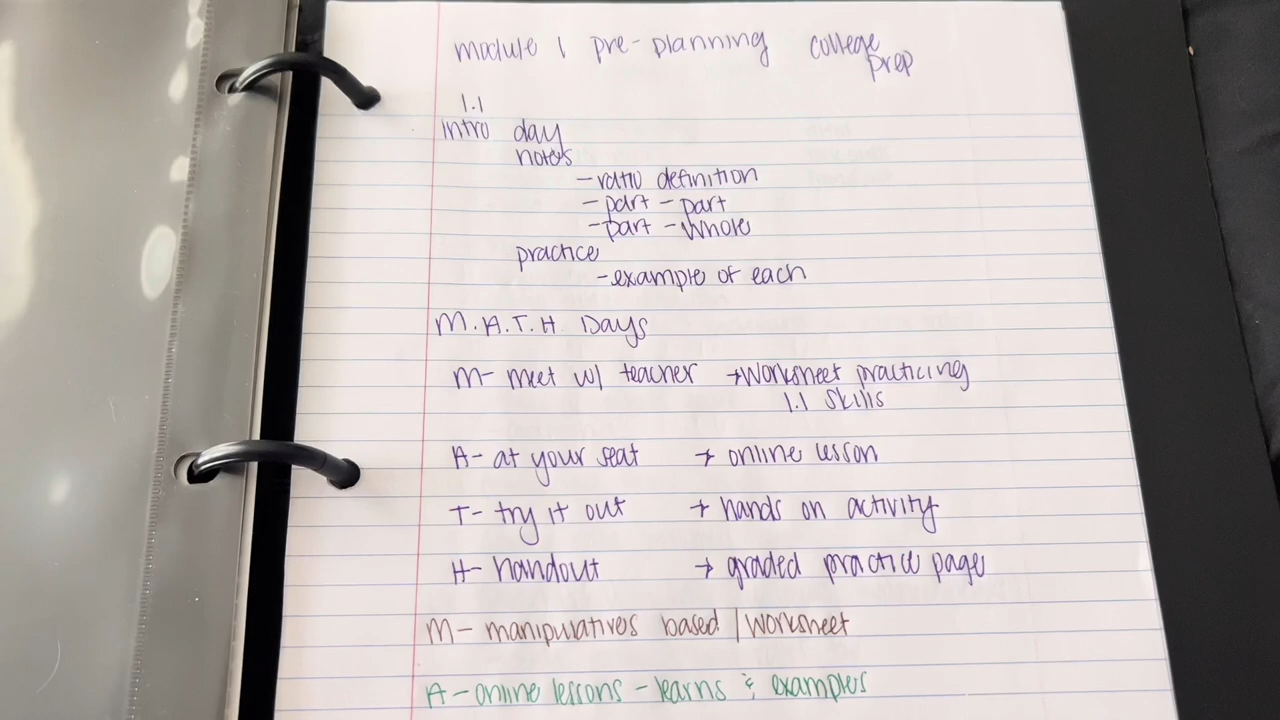 module 1 pre-planning college prep
1.1
intro day
notes
- ratio definition
- part - part
- part - whole
practice
- example of each
M.A.T.H. Days
M- meet w/ teacher → worksheet practicing 1.1 skills
A- at your seat → online lesson
T- try it out → hands on activity
H- handout → graded practice page
M- manipulatives based / worksheet
A- online lessons - learns & examples